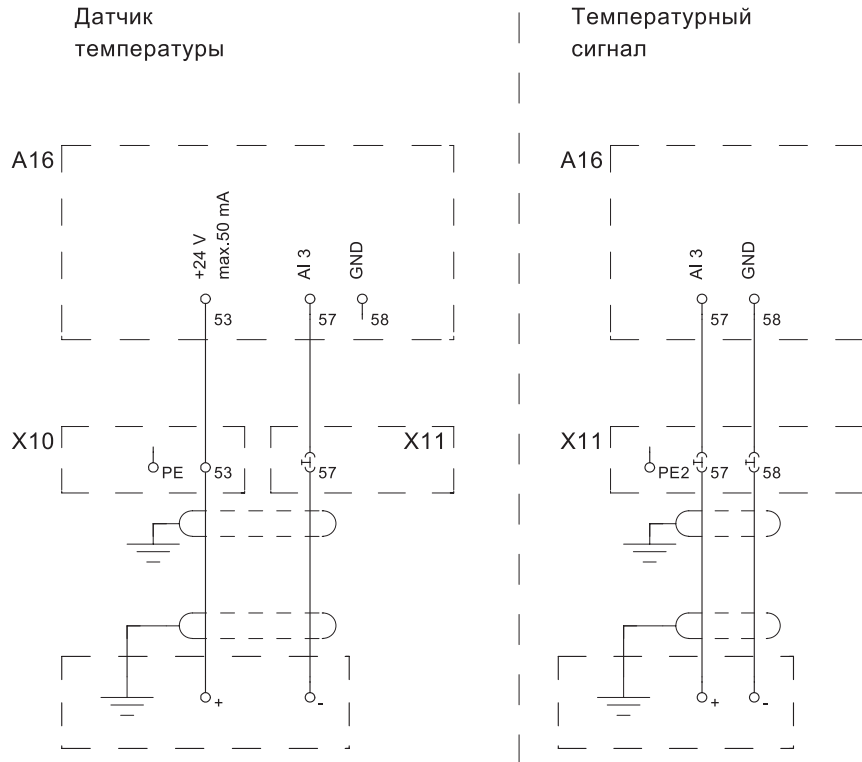 Датчик
температуры
A16
+24 V
max.50 mA
AI 3
GND
53
57
58
X10
PE
53
57
X11
+
-
Температурный
сигнал
A16
AI 3
GND
57
58
X11
PE2
57
58
+
-